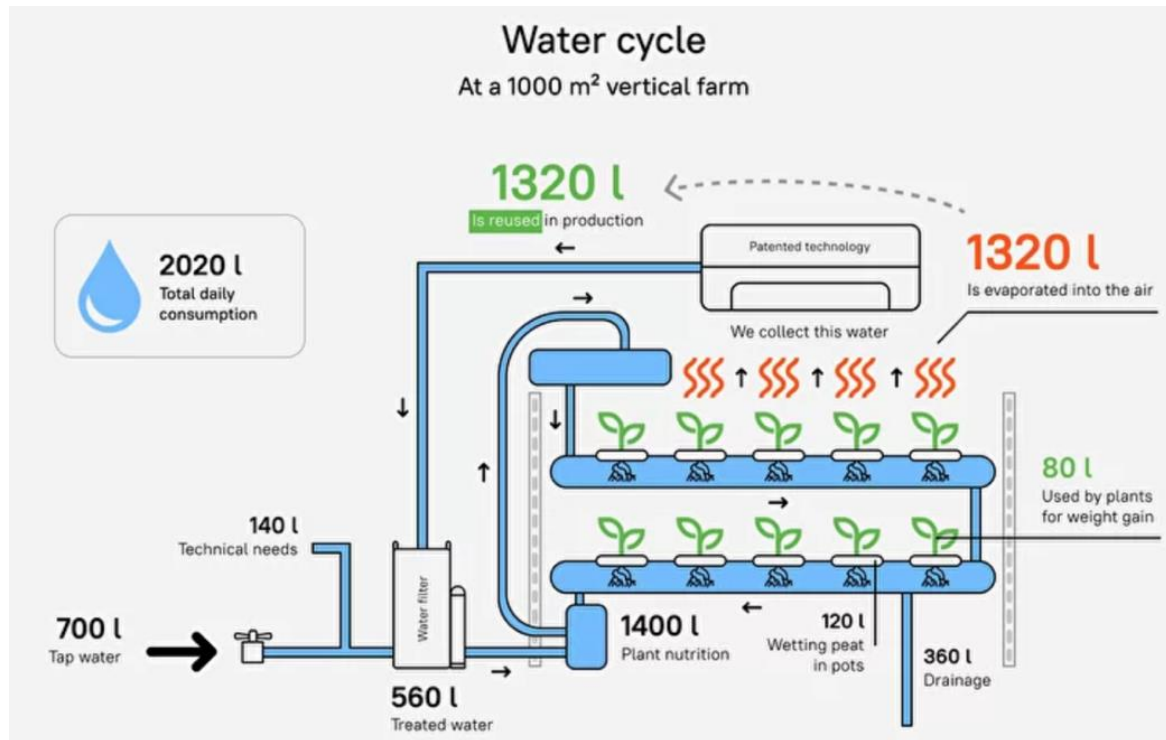 Water cycle
At a 1000 m² vertical farm
1320 l
Is reused in production
2020 l
Total daily
consumption
Patented technology
1320 l
Is evaporated into the air
We collect this water
80 l
Used by plants
for weight gain
140 l
Technical needs
Water filter
700 l
Tap water
1400 l
Plant nutrition
120 l
Wetting peat
in pots
360 l
Drainage
560 l
Treated water